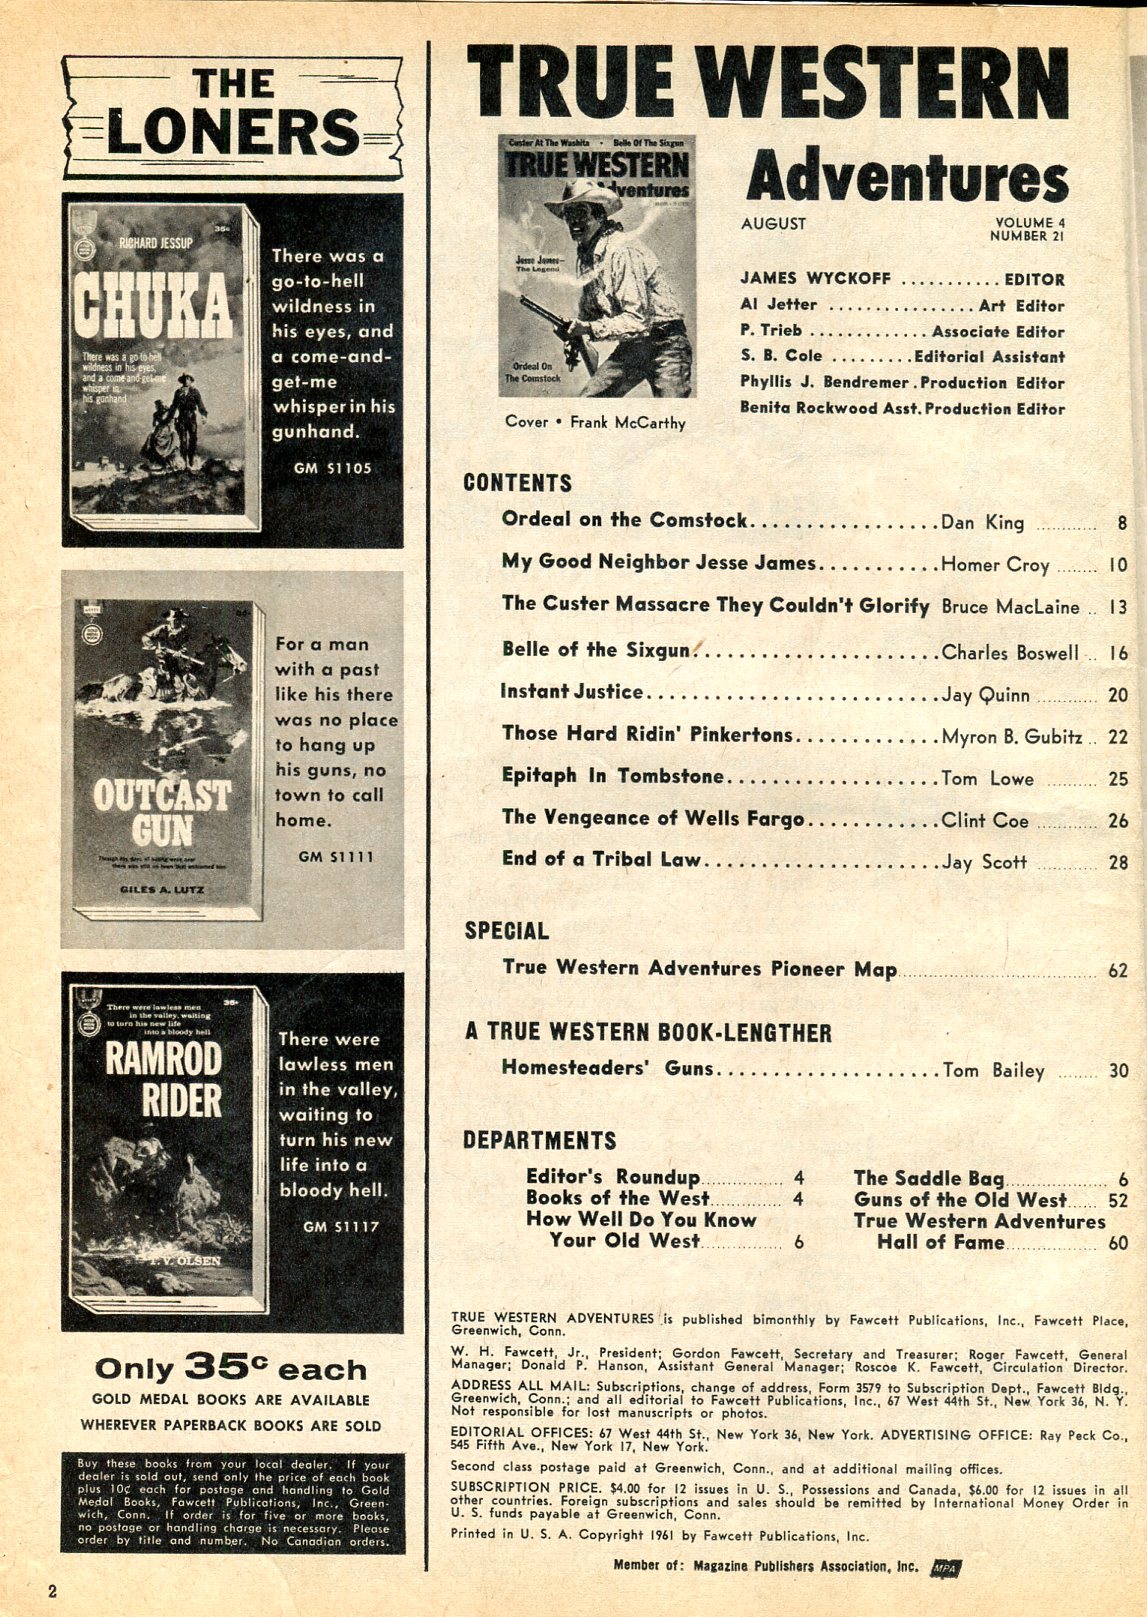 THE
LONERS
RICHARD JESSUP
35¢
CHUKA
There was a go-to-hell
wildness in his eyes,
and a come-and-get-me
whisper in
his gunhand
There was a
go-to-hell
wildness in
his eyes, and
a come-and-
get-me
whisper in his
gunhand.
GM S1105
OUTCAST
GUN
GILES A. LUTZ
For a man
with a past
like his there
was no place
to hang up
his guns, no
town to call
home.
GM S1111
There were lawless men
in the valley, waiting
to turn his new life
into a bloody hell
35¢
RAMROD
RIDER
T. V. OLSEN
There were
lawless men
in the valley,
waiting to
turn his new
life into a
bloody hell.
GM S1117
Only 35¢ each
GOLD MEDAL BOOKS ARE AVAILABLE
WHEREVER PAPERBACK BOOKS ARE SOLD
Buy these books from your local dealer. If your
dealer is sold out, send only the price of each book
plus 10¢ each for postage and handling to Gold
Medal Books, Fawcett Publications, Inc., Green-
wich, Conn. If order is for five or more books,
no postage or handling charge is necessary. Please
order by title and number. No Canadian orders.
2
TRUE WESTERN
Adventures
Custer At The Washita • Belle Of The Sixgun
TRUE WESTERN
Adventures
Jesse James—
The Legend
Ordeal On
The Comstock
Cover • Frank McCarthy
AUGUST
VOLUME 4
NUMBER 21
JAMES WYCKOFF ........... EDITOR
Al Jetter ................ Art Editor
P. Trieb ............. Associate Editor
S. B. Cole ......... Editorial Assistant
Phyllis J. Bendremer . Production Editor
Benita Rockwood Asst. Production Editor
CONTENTS
Ordeal on the Comstock................. Dan King ............ 8
My Good Neighbor Jesse James........... Homer Croy ........ 10
The Custer Massacre They Couldn't Glorify Bruce MacLaine .. 13
Belle of the Sixgun...................... Charles Boswell .. 16
Instant Justice.......................... Jay Quinn ............ 20
Those Hard Ridin' Pinkertons............. Myron B. Gubitz .. 22
Epitaph In Tombstone................... Tom Lowe ............ 25
The Vengeance of Wells Fargo............ Clint Coe ............ 26
End of a Tribal Law..................... Jay Scott ............ 28
SPECIAL
True Western Adventures Pioneer Map........................................ 62
A TRUE WESTERN BOOK-LENGTHER
Homesteaders' Guns.................... Tom Bailey ........ 30
DEPARTMENTS
Editor's Roundup................ 4
Books of the West.............. 4
How Well Do You Know
Your Old West................ 6
The Saddle Bag.................... 6
Guns of the Old West...... 52
True Western Adventures
Hall of Fame.................. 60
TRUE WESTERN ADVENTURES is published bimonthly by Fawcett Publications, Inc., Fawcett Place,
Greenwich, Conn.
W. H. Fawcett, Jr., President; Gordon Fawcett, Secretary and Treasurer; Roger Fawcett, General
Manager; Donald P. Hanson, Assistant General Manager; Roscoe K. Fawcett, Circulation Director.
ADDRESS ALL MAIL: Subscriptions, change of address, Form 3579 to Subscription Dept., Fawcett Bldg.,
Greenwich, Conn.; and all editorial to Fawcett Publications, Inc., 67 West 44th St., New York 36, N. Y.
Not responsible for lost manuscripts or photos.
EDITORIAL OFFICES: 67 West 44th St., New York 36, New York. ADVERTISING OFFICE: Ray Peck Co.,
545 Fifth Ave., New York 17, New York.
Second class postage paid at Greenwich, Conn., and at additional mailing offices.
SUBSCRIPTION PRICE. $4.00 for 12 issues in U. S., Possessions and Canada, $6.00 for 12 issues in all
other countries. Foreign subscriptions and sales should be remitted by International Money Order in
U. S. funds payable at Greenwich, Conn.
Printed in U. S. A. Copyright 1961 by Fawcett Publications, Inc.
Member of: Magazine Publishers Association, Inc. MPA